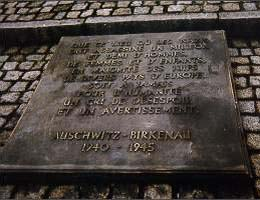 QUE CE LIEU OÙ LES NAZIS
ONT ASSASSINE UN MILLION
ET DEMI D'HOMMES,
DE FEMMES ET D'ENFANTS,
EN MAJORITE DES JUIFS
DE DIVERS PAYS D'EUROPE,
SOIT A JAMAIS
POUR L'HUMANITE
UN CRI DE DESESPOIR
ET UN AVERTISSEMENT.
AUSCHWITZ-BIRKENAU
1940-1945